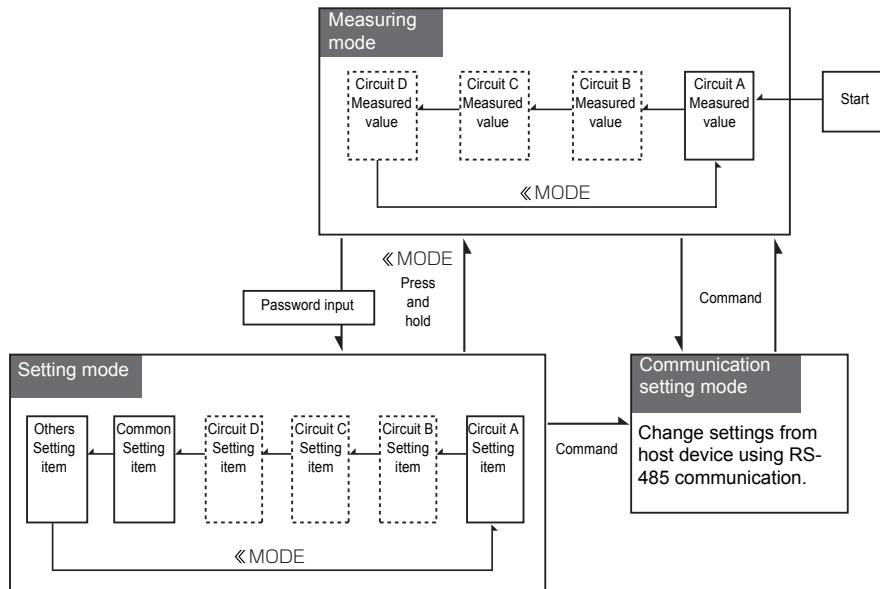 Measuring
mode
Circuit D
Measured
value
Circuit C
Measured
value
Circuit B
Measured
value
Circuit A
Measured
value
Start
≪MODE
≪MODE
Press
and
hold
Password input
Command
Setting mode
Others
Setting
item
Common
Setting
item
Circuit D
Setting
item
Circuit C
Setting
item
Circuit B
Setting
item
Circuit A
Setting
item
≪MODE
Command
Communication
setting mode
Change settings from
host device using RS-
485 communication.